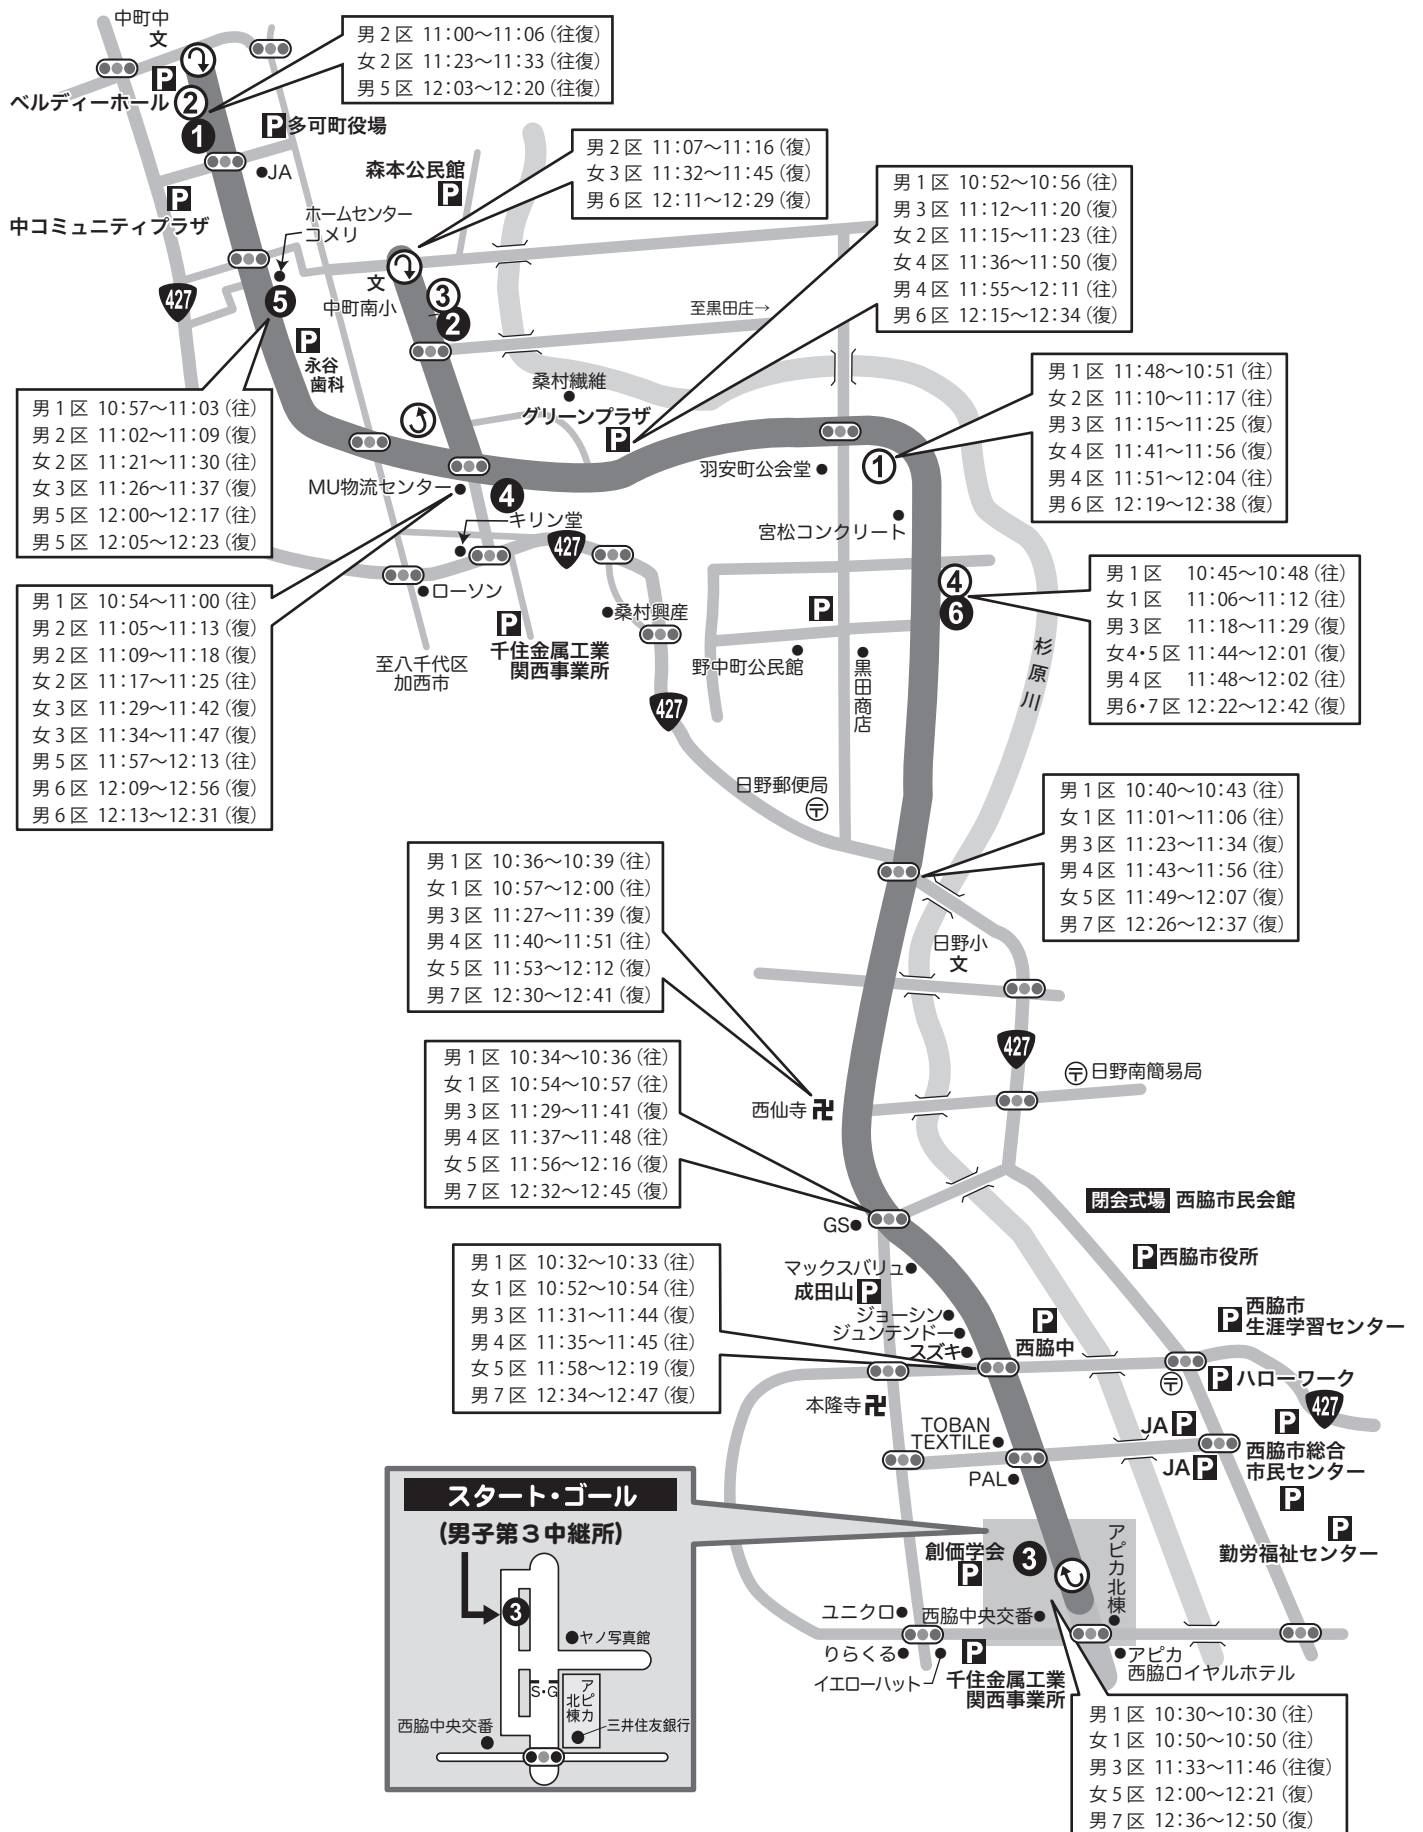 中町中
文
ベルディーホール
P
2
1
P多可町役場
JA
P
中コミュニティプラザ
森本公民館
P
ホームセンター
コメリ
文
中町南小
427
5
3
2
P
永谷
歯科
至黒田庄→
桑村繊維
グリーンプラザ
P
MU物流センター
4
キリン堂
427
ローソン
至八千代区
加西市
P
千住金属工業
関西事業所
桑村興産
427
羽安町公会堂
1
宮松コンクリート
P
野中町公民館
黒田商店
4
6
杉原川
日野郵便局
〒
日野小
文
427
〒日野南簡易局
西仙寺卍
GS
閉会式場 西脇市民会館
P西脇市役所
マックスバリュ
成田山P
ジョーシン
ジュンテンドー
スズキ
P
西脇中
P西脇市
生涯学習センター
〒
Pハローワーク
427
本隆寺卍
TOBAN
TEXTILE
PAL
JAP
JAP
P
西脇市総合
市民センター
P
P
勤労福祉センター
創価学会
P
3
アピカ北棟
ユニクロ
西脇中央交番
りらくる
イエローハット
P
千住金属工業
関西事業所
アピカ
西脇ロイヤルホテル
男2区 11:00～11:06(往復)
女2区 11:23～11:33(往復)
男5区 12:03～12:20(往復)
男2区 11:07～11:16(復)
女3区 11:32～11:45(復)
男6区 12:11～12:29(復)
男1区 10:52～10:56(往)
男3区 11:12～11:20(復)
女2区 11:15～11:23(往)
女4区 11:36～11:50(復)
男4区 11:55～12:11(往)
男6区 12:15～12:34(復)
男1区 11:48～10:51(往)
女2区 11:10～11:17(往)
男3区 11:15～11:25(復)
女4区 11:41～11:56(復)
男4区 11:51～12:04(往)
男6区 12:19～12:38(復)
男1区 10:57～11:03(往)
男2区 11:02～11:09(復)
女2区 11:21～11:30(往)
女3区 11:26～11:37(復)
男5区 12:00～12:17(往)
男5区 12:05～12:23(復)
男1区 10:54～11:00(往)
男2区 11:05～11:13(復)
男2区 11:09～11:18(復)
女2区 11:17～11:25(往)
女3区 11:29～11:42(復)
女3区 11:34～11:47(復)
男5区 11:57～12:13(往)
男6区 12:09～12:56(復)
男6区 12:13～12:31(復)
男1区 10:45～10:48(往)
女1区 11:06～11:12(往)
男3区 11:18～11:29(復)
女4・5区 11:44～12:01(復)
男4区 11:48～12:02(往)
男6・7区 12:22～12:42(復)
男1区 10:40～10:43(往)
女1区 11:01～11:06(往)
男3区 11:23～11:34(復)
男4区 11:43～11:56(往)
女5区 11:49～12:07(復)
男7区 12:26～12:37(復)
男1区 10:36～10:39(往)
女1区 10:57～12:00(往)
男3区 11:27～11:39(復)
男4区 11:40～11:51(往)
女5区 11:53～12:12(復)
男7区 12:30～12:41(復)
男1区 10:34～10:36(往)
女1区 10:54～10:57(往)
男3区 11:29～11:41(復)
男4区 11:37～11:48(往)
女5区 11:56～12:16(復)
男7区 12:32～12:45(復)
男1区 10:32～10:33(往)
女1区 10:52～10:54(往)
男3区 11:31～11:44(復)
男4区 11:35～11:45(往)
女5区 11:58～12:19(復)
男7区 12:34～12:47(復)
スタート・ゴール
(男子第3中継所)
3
ヤノ写真館
S・G
アピカ
北棟
西脇中央交番
三井住友銀行
男1区 10:30～10:30(往)
女1区 10:50～10:50(往)
男3区 11:33～11:46(往復)
女5区 12:00～12:21(復)
男7区 12:36～12:50(復)